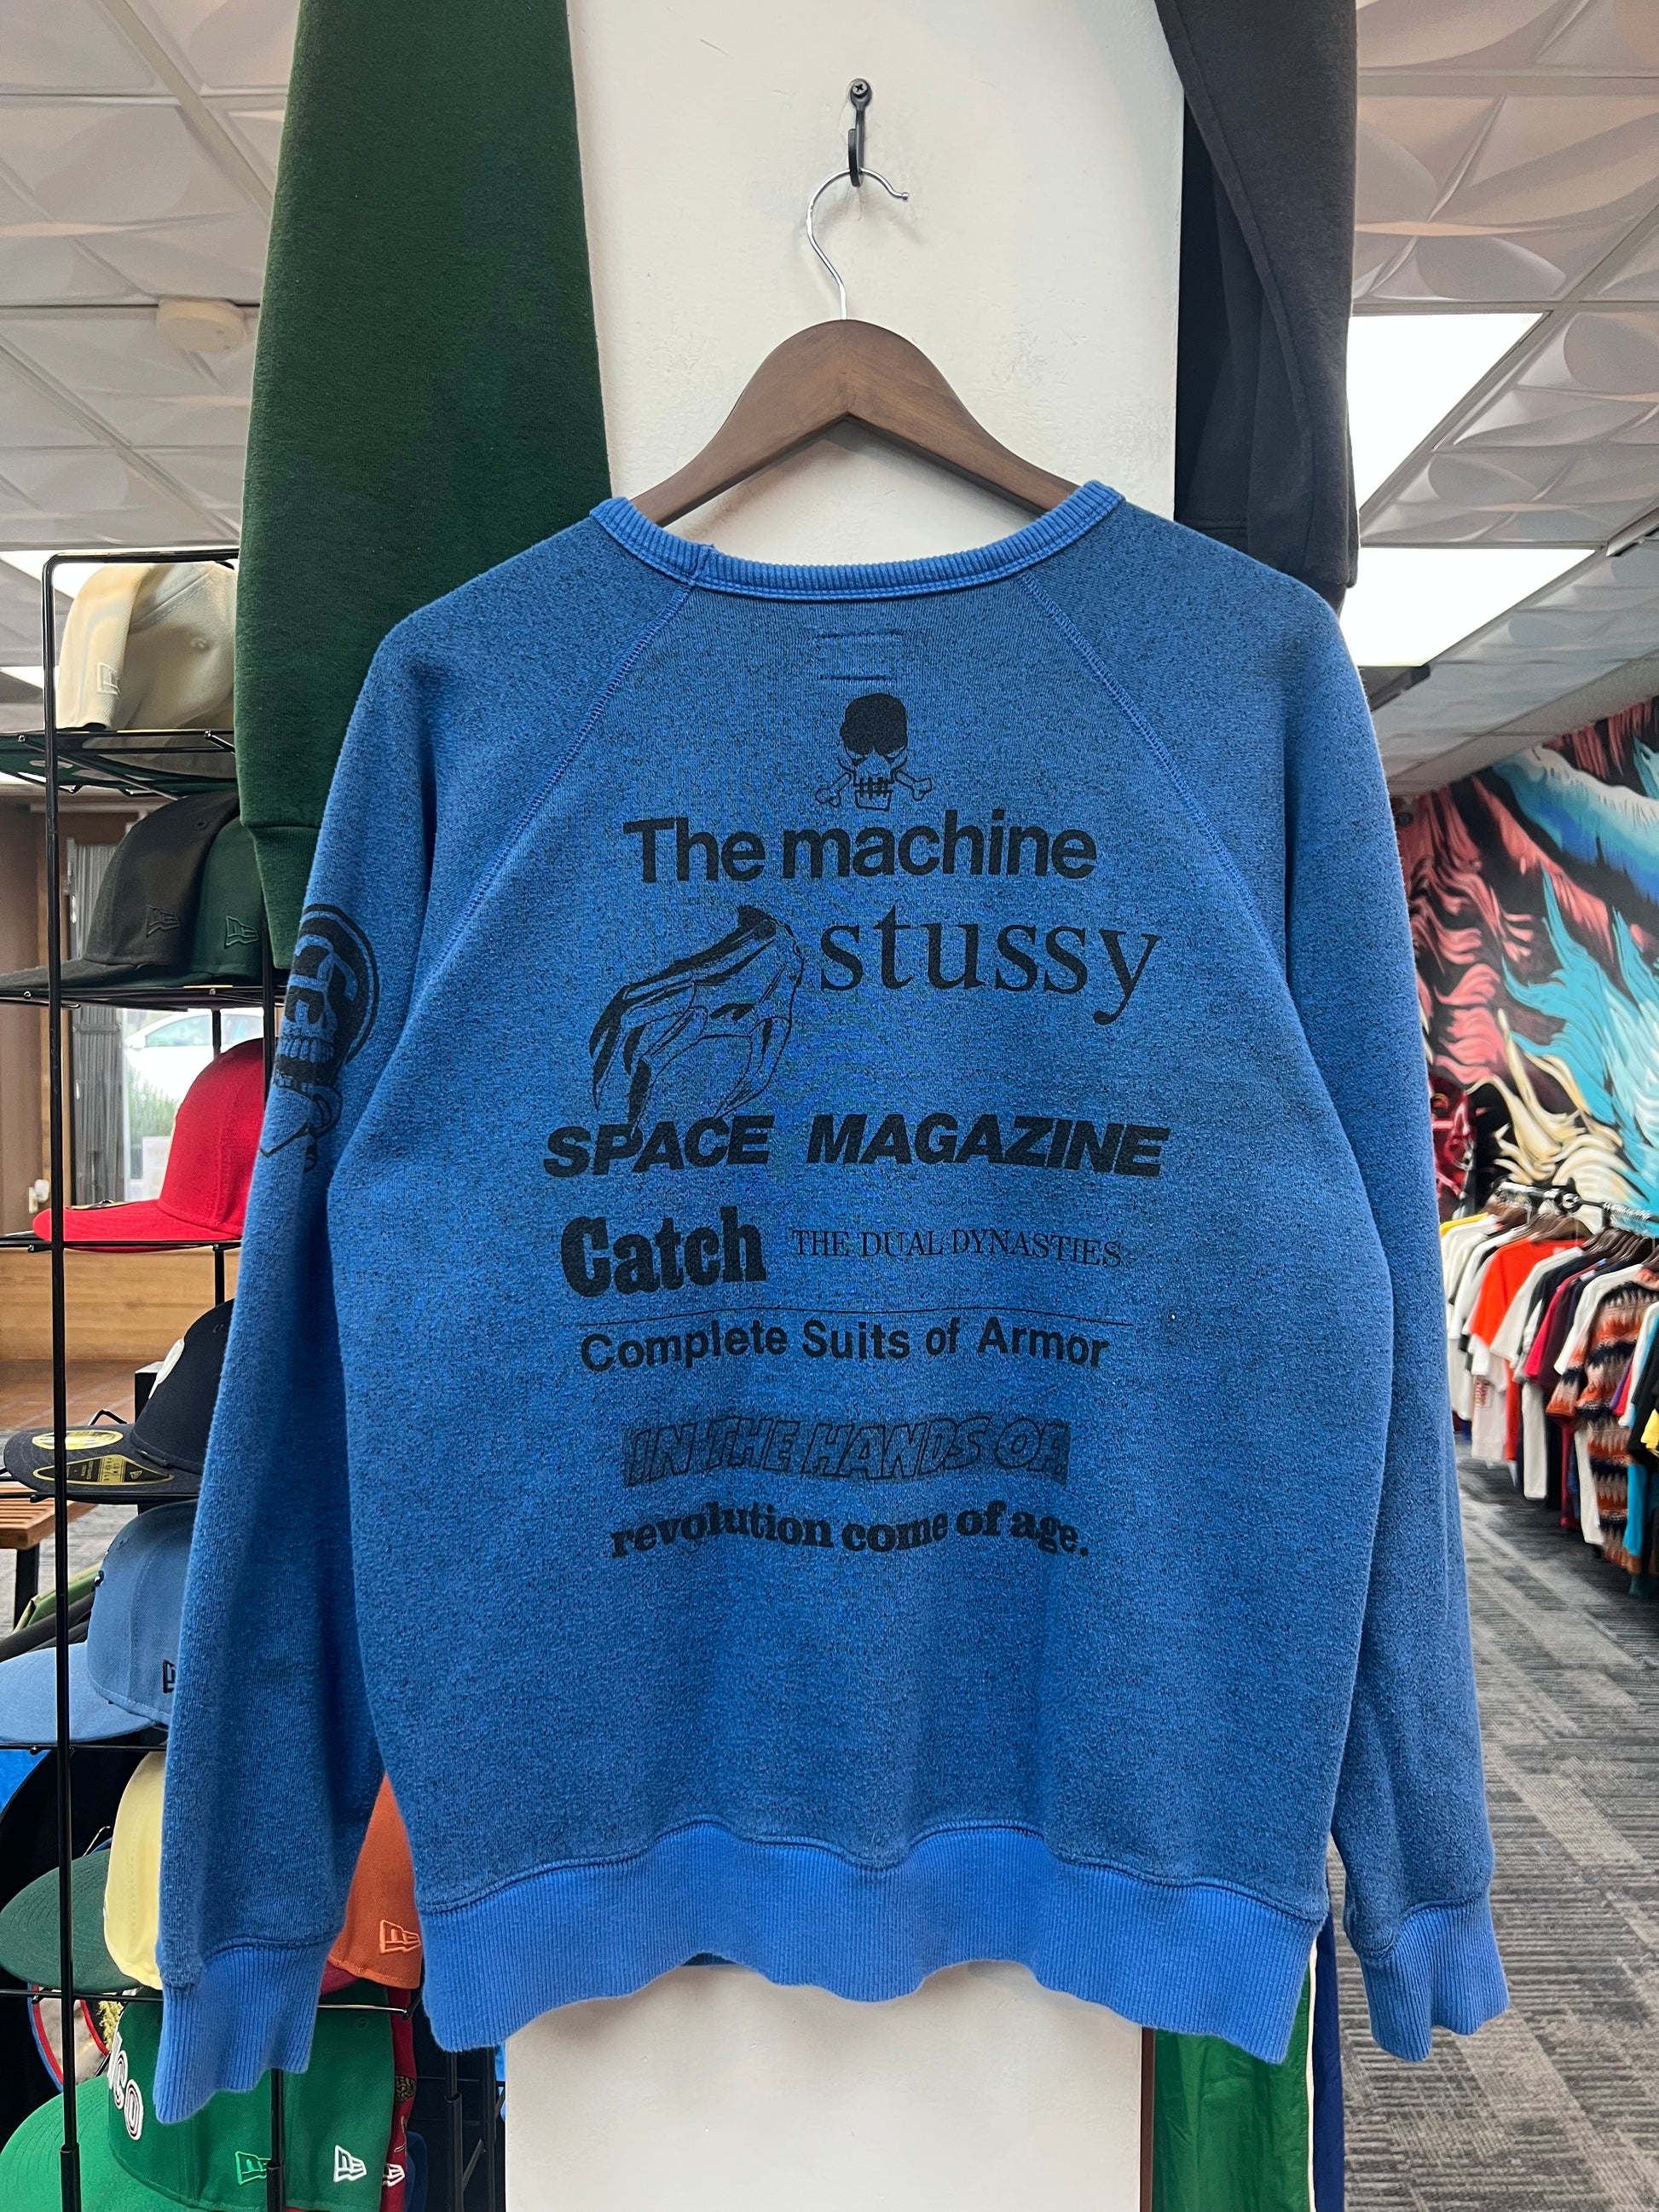 The machine
stussy
SPACE MAGAZINE
Catch THE DUAL DYNASTIES
Complete Suits of Armor
IN THE HANDS OF
revolution come of age.